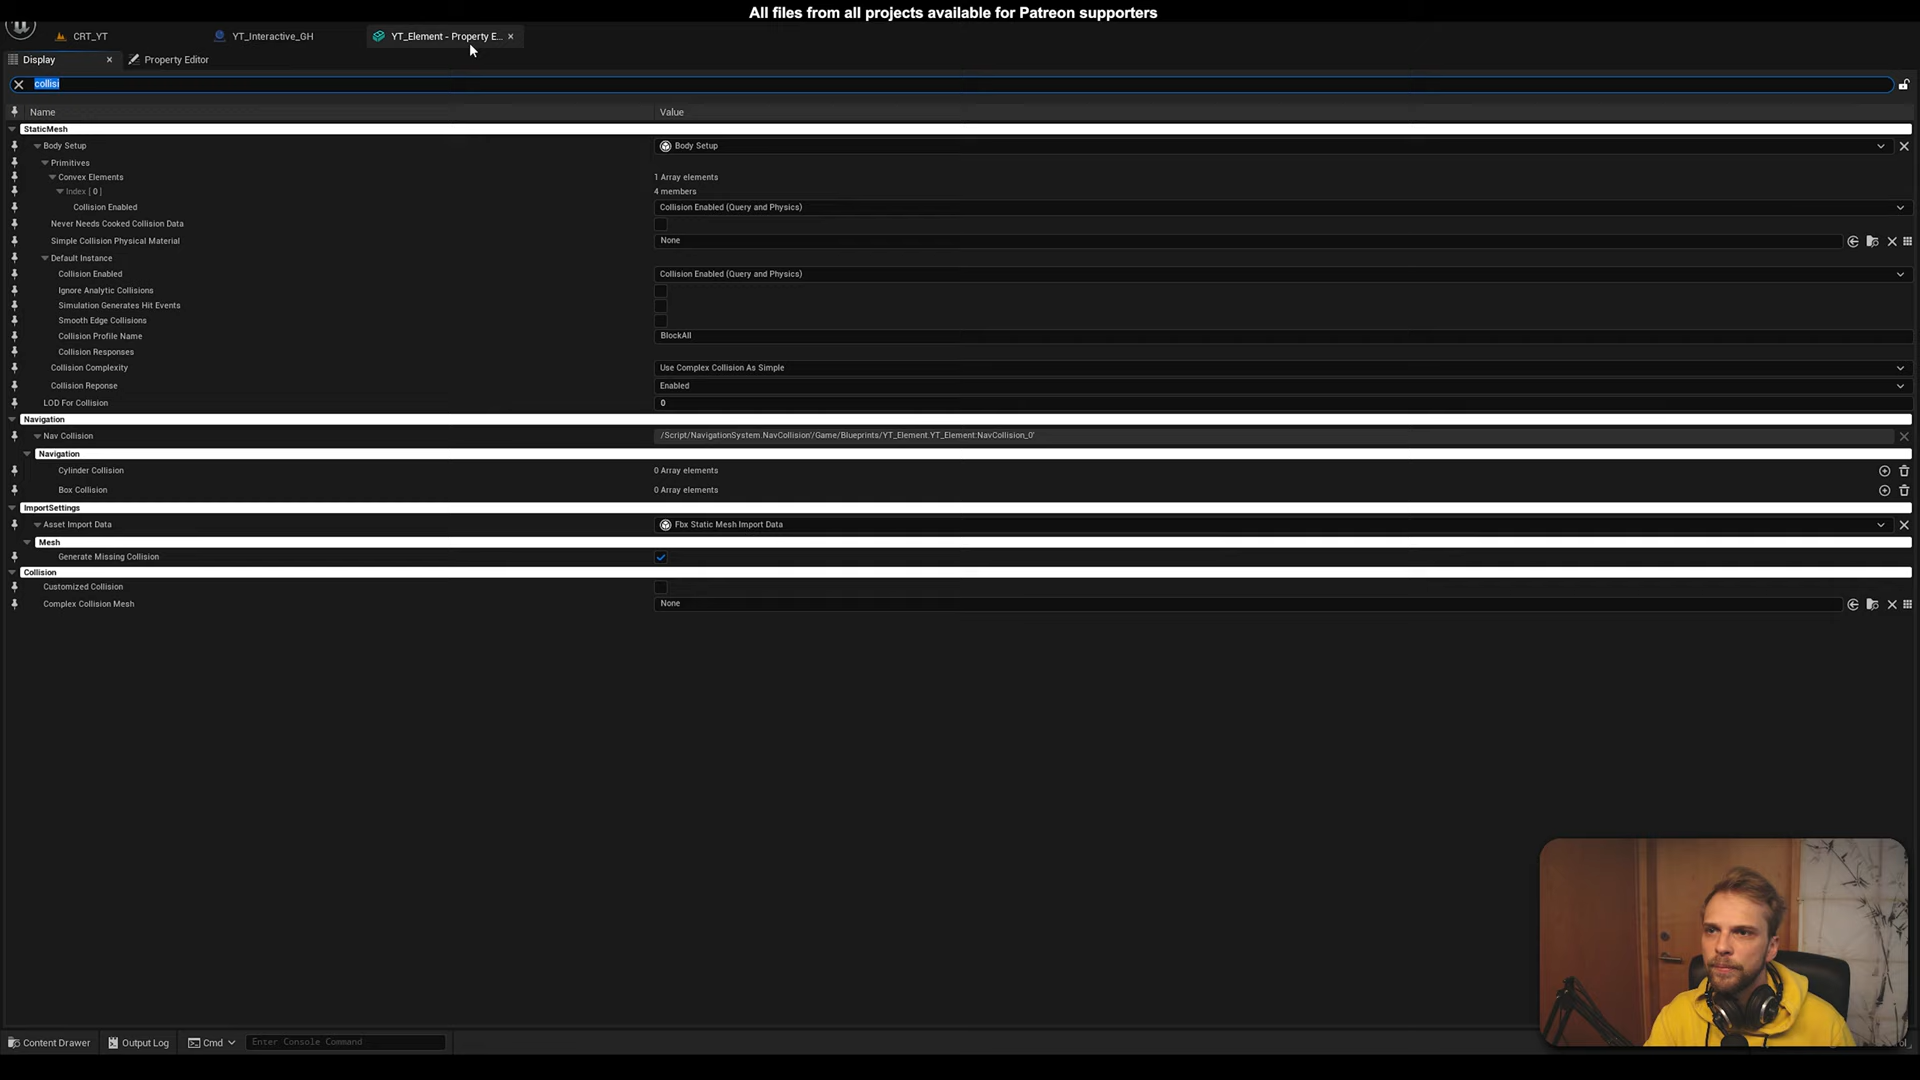 All files from all projects available for Patreon supporters
CRT_YT
YT_Interactive_GH
YT_Element - Property E...
Display
Property Editor
collisi
Name
Value
StaticMesh
Body Setup
Body Setup
Primitives
Convex Elements
1 Array elements
Index [ 0 ]
4 members
Collision Enabled
Collision Enabled (Query and Physics)
Never Needs Cooked Collision Data
Simple Collision Physical Material
None
Default Instance
Collision Enabled
Collision Enabled (Query and Physics)
Ignore Analytic Collisions
Simulation Generates Hit Events
Smooth Edge Collisions
Collision Profile Name
BlockAll
Collision Responses
Collision Complexity
Use Complex Collision As Simple
Collision Reponse
Enabled
LOD For Collision
0
Navigation
Nav Collision
/Script/NavigationSystem.NavCollision'/Game/Blueprints/YT_Element.YT_Element:NavCollision_0'
Navigation
Cylinder Collision
0 Array elements
Box Collision
0 Array elements
ImportSettings
Asset Import Data
Fbx Static Mesh Import Data
Mesh
Generate Missing Collision
Collision
Customized Collision
Complex Collision Mesh
None
Content Drawer
Output Log
Cmd
Enter Console Command